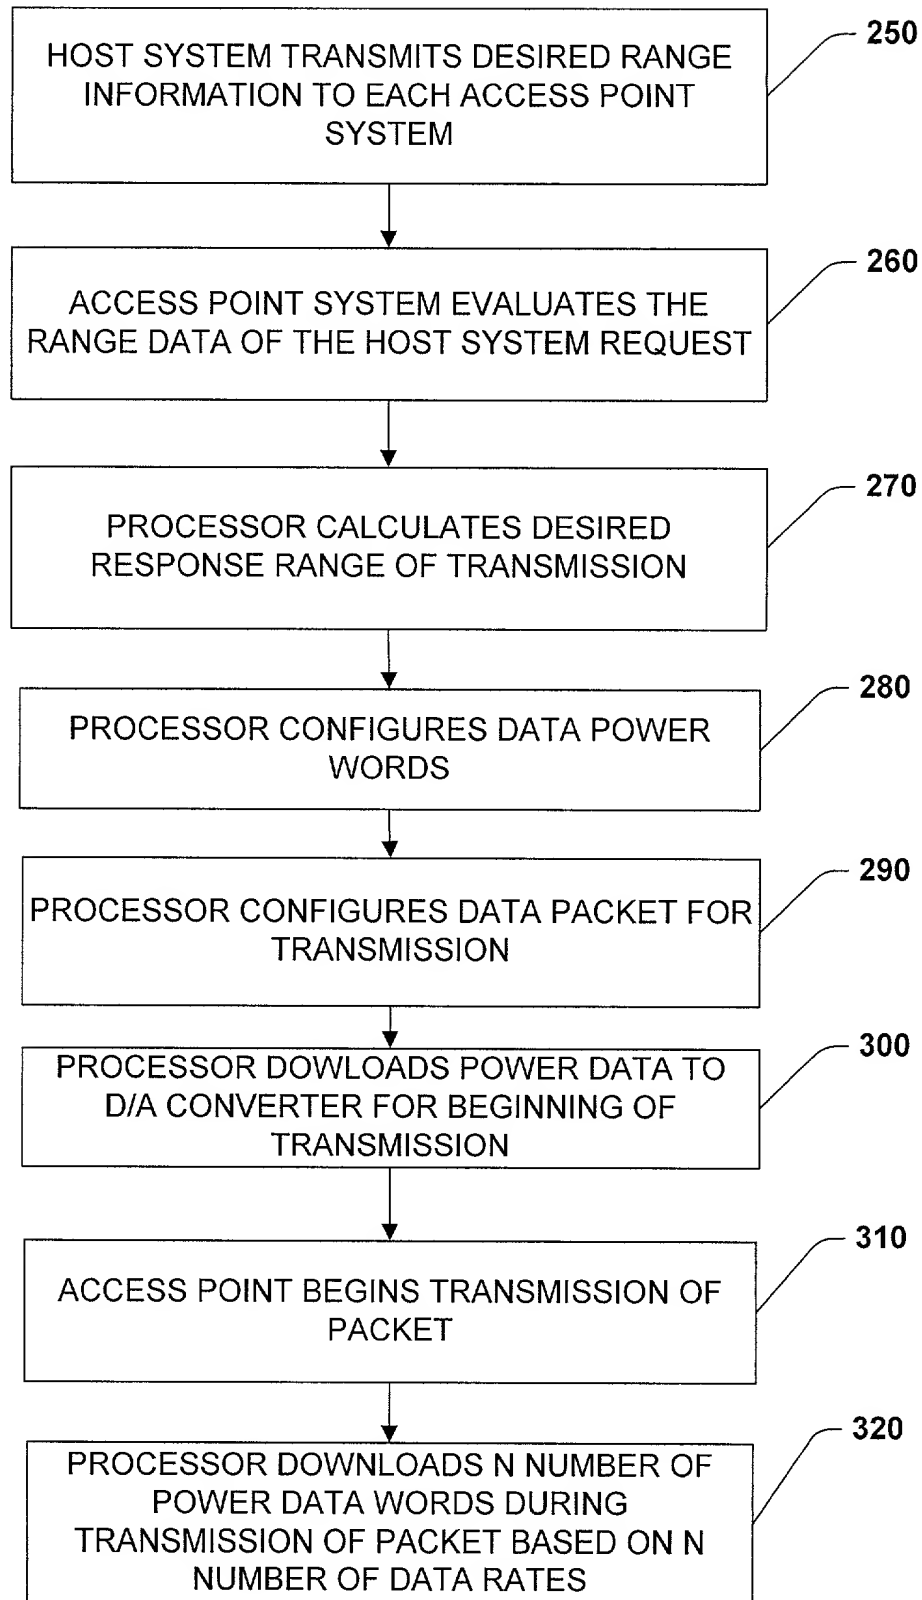 250
HOST SYSTEM TRANSMITS DESIRED RANGE
INFORMATION TO EACH ACCESS POINT
SYSTEM
260
ACCESS POINT SYSTEM EVALUATES THE
RANGE DATA OF THE HOST SYSTEM REQUEST
270
PROCESSOR CALCULATES DESIRED
RESPONSE RANGE OF TRANSMISSION
280
PROCESSOR CONFIGURES DATA POWER
WORDS
290
PROCESSOR CONFIGURES DATA PACKET FOR
TRANSMISSION
300
PROCESSOR DOWLOADS POWER DATA TO
D/A CONVERTER FOR BEGINNING OF
TRANSMISSION
310
ACCESS POINT BEGINS TRANSMISSION OF
PACKET
320
PROCESSOR DOWNLOADS N NUMBER OF
POWER DATA WORDS DURING
TRANSMISSION OF PACKET BASED ON N
NUMBER OF DATA RATES